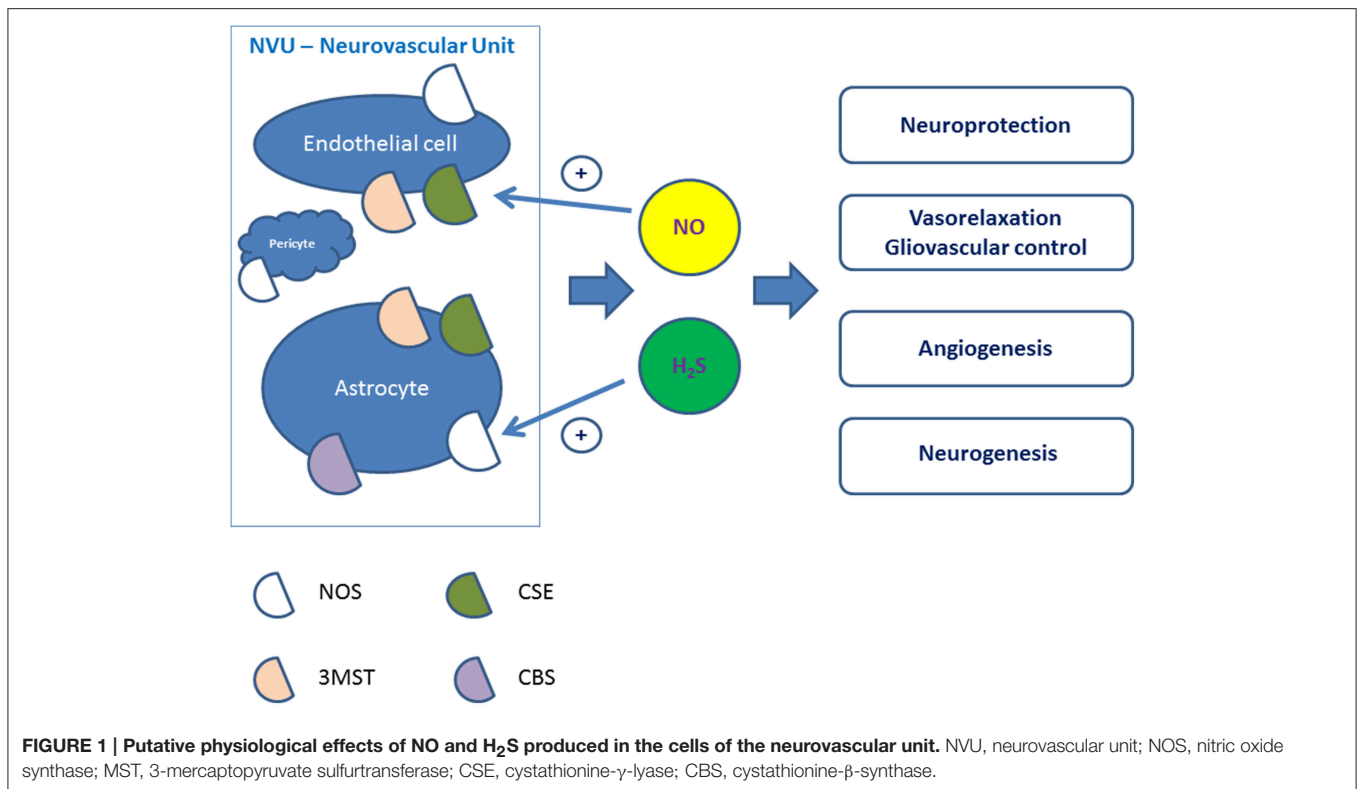 NVU – Neurovascular Unit
Endothelial cell
Pericyte
Astrocyte
+
NO
H₂S
+
Neuroprotection
Vasorelaxation
Gliovascular control
Angiogenesis
Neurogenesis
NOS
CSE
3MST
CBS
FIGURE 1 | Putative physiological effects of NO and H₂S produced in the cells of the neurovascular unit. NVU, neurovascular unit; NOS, nitric oxide
synthase; MST, 3-mercaptopyruvate sulfurtransferase; CSE, cystathionine-γ-lyase; CBS, cystathionine-β-synthase.